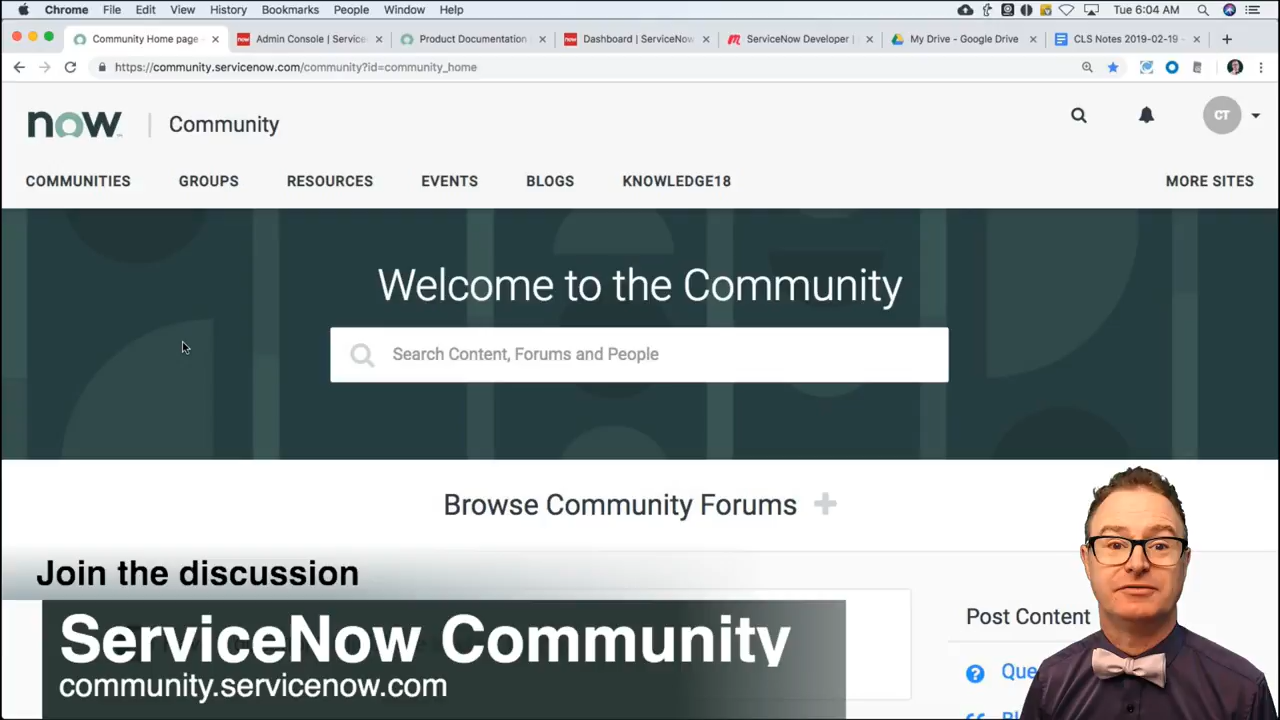 Chrome File Edit View History Bookmarks People Window Help Tue 6:04 AM
Community Home page - Admin Console | Service Product Documentation Dashboard | ServiceNow ServiceNow Developer | My Drive - Google Drive CLS Notes 2019-02-19 -
https://community.servicenow.com/community?id=community_home
now Community CT
COMMUNITIES GROUPS RESOURCES EVENTS BLOGS KNOWLEDGE18 MORE SITES
Welcome to the Community
Search Content, Forums and People
Browse Community Forums
Join the discussion
ServiceNow Community
community.servicenow.com
Post Content
Que